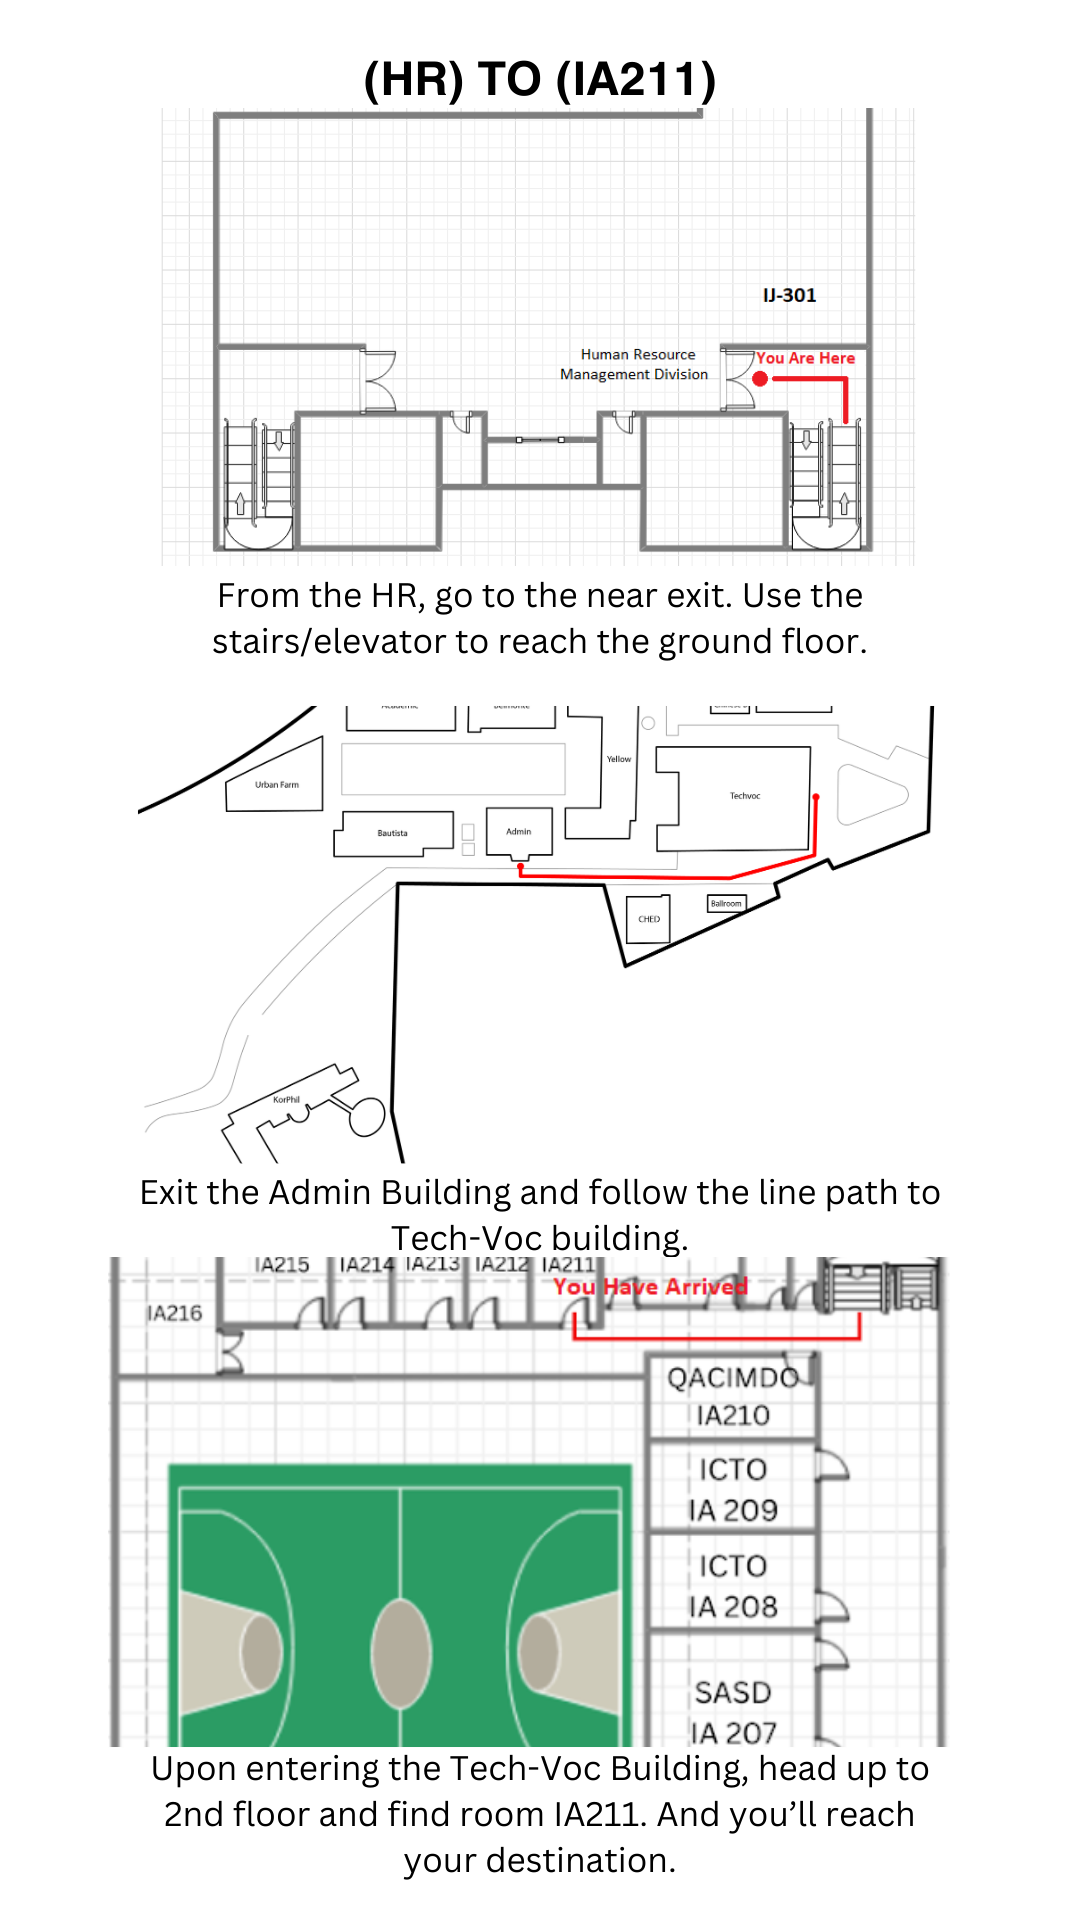 (HR) TO (IA211)
IJ-301
Human Resource
Management Division
You Are Here
From the HR, go to the near exit. Use the
stairs/elevator to reach the ground floor.
Academic
Belmonte
Yellow
Urban Farm
Techvoc
Bautista
Admin
CHED
Ballroom
KorPhil
Exit the Admin Building and follow the line path to
Tech-Voc building.
IA215 IA214 IA213 IA212 IA211
You Have Arrived
IA216
QACIMDO
IA210
ICTO
IA 209
ICTO
IA 208
SASD
IA 207
Upon entering the Tech-Voc Building, head up to
2nd floor and find room IA211. And you’ll reach
your destination.